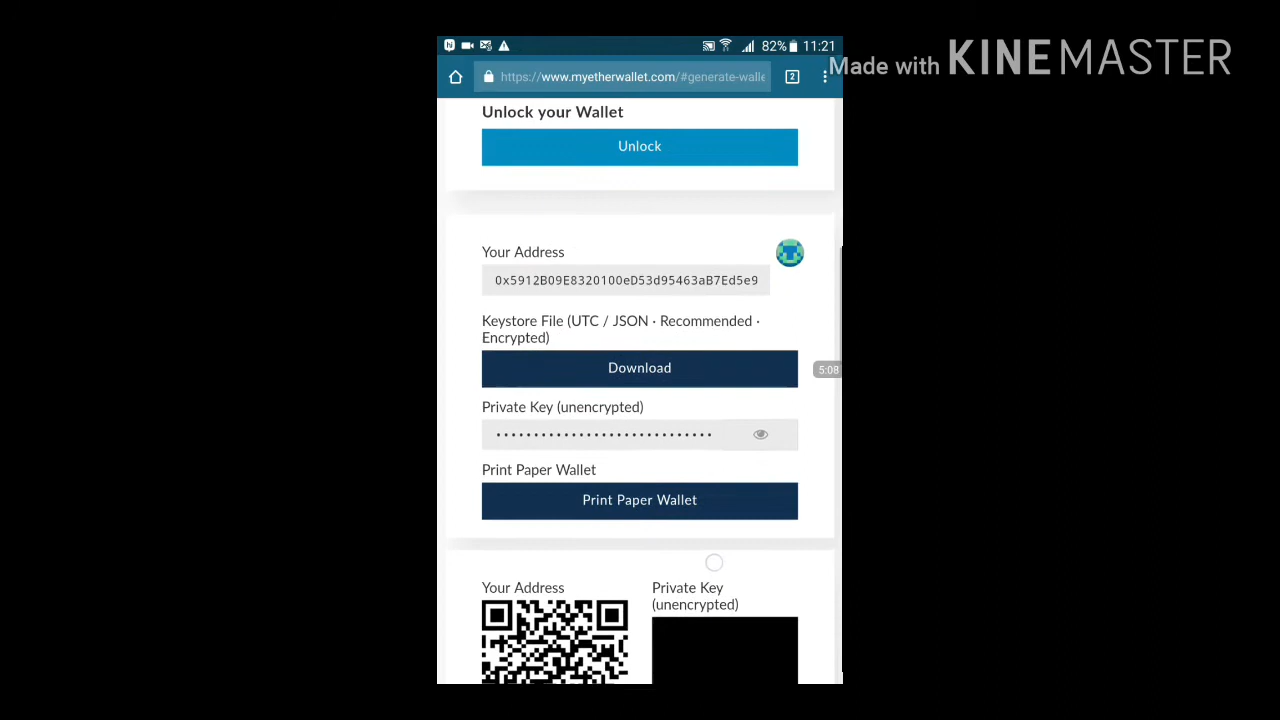 82% 11:21
Made with KINEMASTER
https://www.myetherwallet.com/#generate-walle
2
Unlock your Wallet
Unlock
Your Address
0x5912B09E8320100eD53d95463aB7Ed5e9
Keystore File (UTC / JSON · Recommended ·
Encrypted)
Download
5:08
Private Key (unencrypted)
Print Paper Wallet
Print Paper Wallet
Your Address
Private Key
(unencrypted)